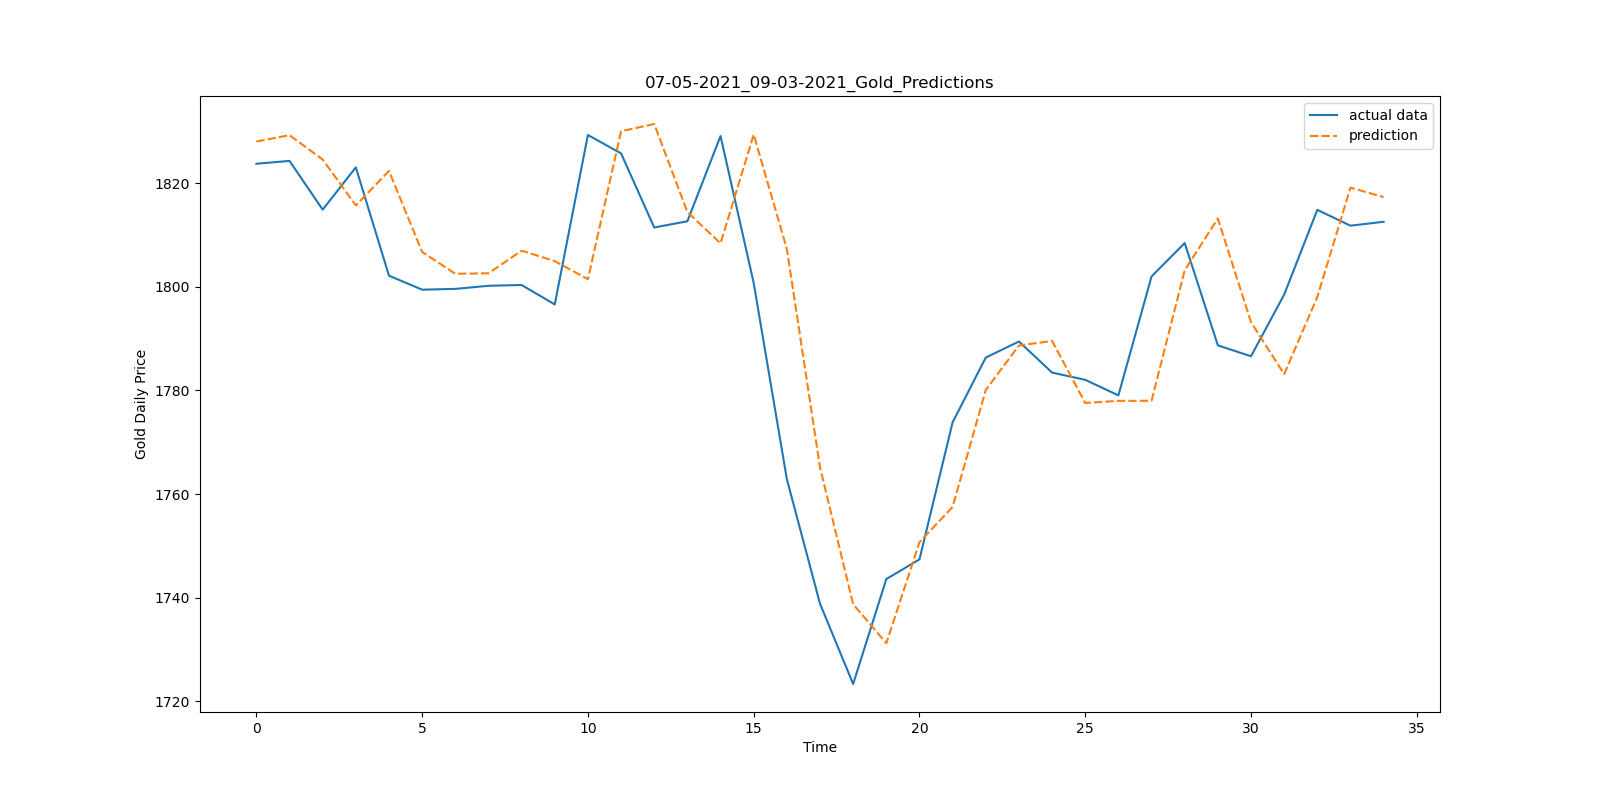 07-05-2021_09-03-2021_Gold_Predictions
actual data
prediction
1820
1800
1780
1760
1740
1720
Gold Daily Price
0 5 10 15 20 25 30 35
Time